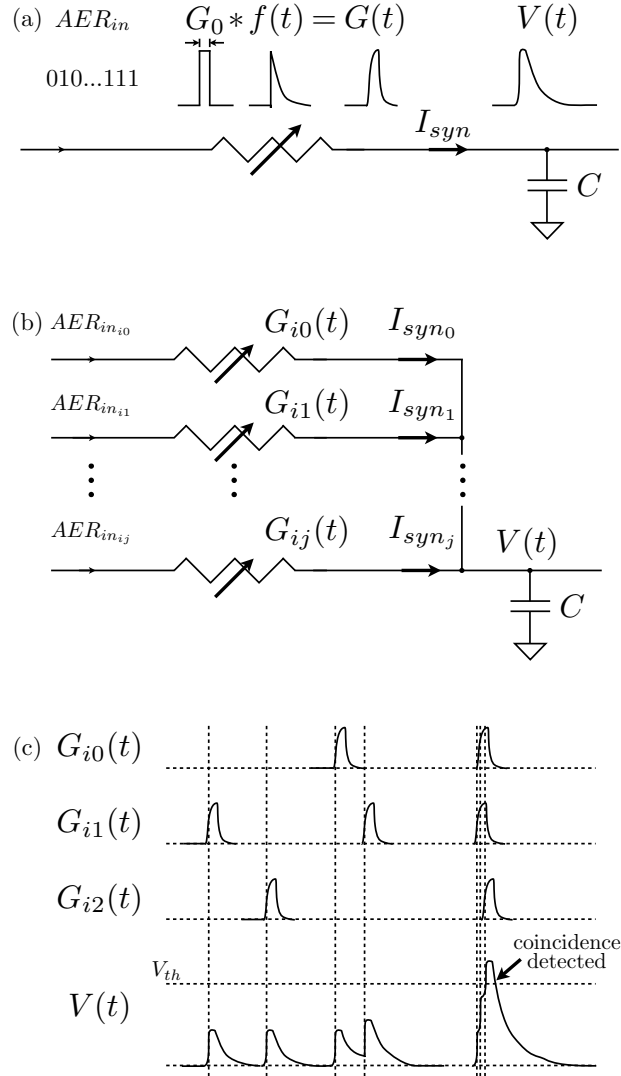 (a) AER_in G_0 * f(t) = G(t) V(t)
010...111
I_syn
C
(b) AER_in_i0 G_i0(t) I_syn_0
AER_in_i1 G_i1(t) I_syn_1
AER_in_ij G_ij(t) I_syn_j
V(t)
C
(c) G_i0(t)
G_i1(t)
G_i2(t)
coincidence
detected
V_th
V(t)